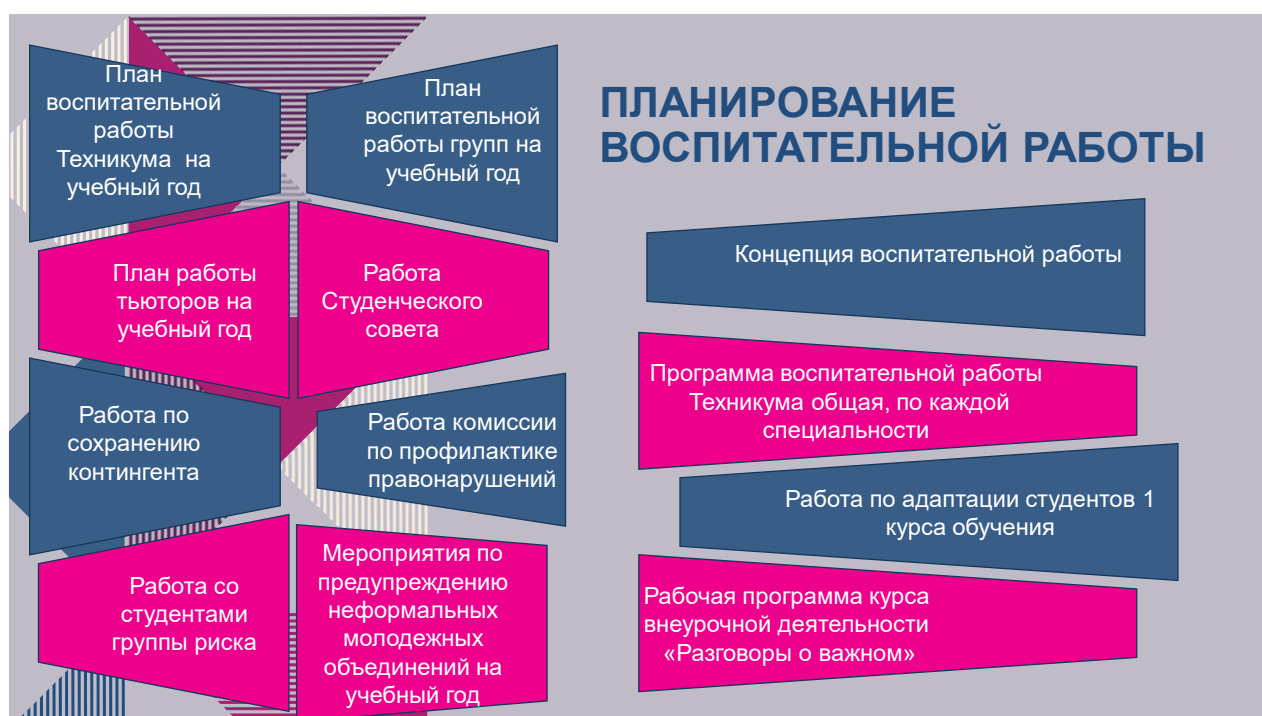 План
воспитательной
работы
Техникума на
учебный год
План
воспитательной
работы групп на
учебный год
План работы
тьюторов на
учебный год
Работа
Студенческого
совета
Работа по
сохранению
контингента
Работа комиссии
по профилактике
правонарушений
Работа со
студентами
группы риска
Мероприятия по
предупреждению
неформальных
молодежных
объединений на
учебный год
ПЛАНИРОВАНИЕ
ВОСПИТАТЕЛЬНОЙ РАБОТЫ
Концепция воспитательной работы
Программа воспитательной работы
Техникума общая, по каждой
специальности
Работа по адаптации студентов 1
курса обучения
Рабочая программа курса
внеурочной деятельности
«Разговоры о важном»